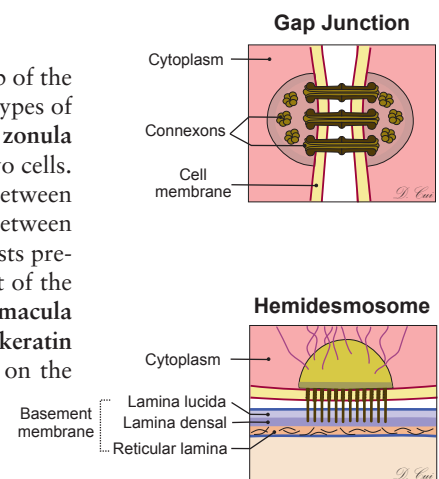 p of the
ypes of
zonula
vo cells.
etween
etween
sts pre-
t of the
macula
keratin
on the
Gap Junction
Cytoplasm
Connexons
Cell
membrane
D. Cui
Hemidesmosome
Cytoplasm
Lamina lucida
Basement
membrane
Lamina densal
Reticular lamina
D. Cui